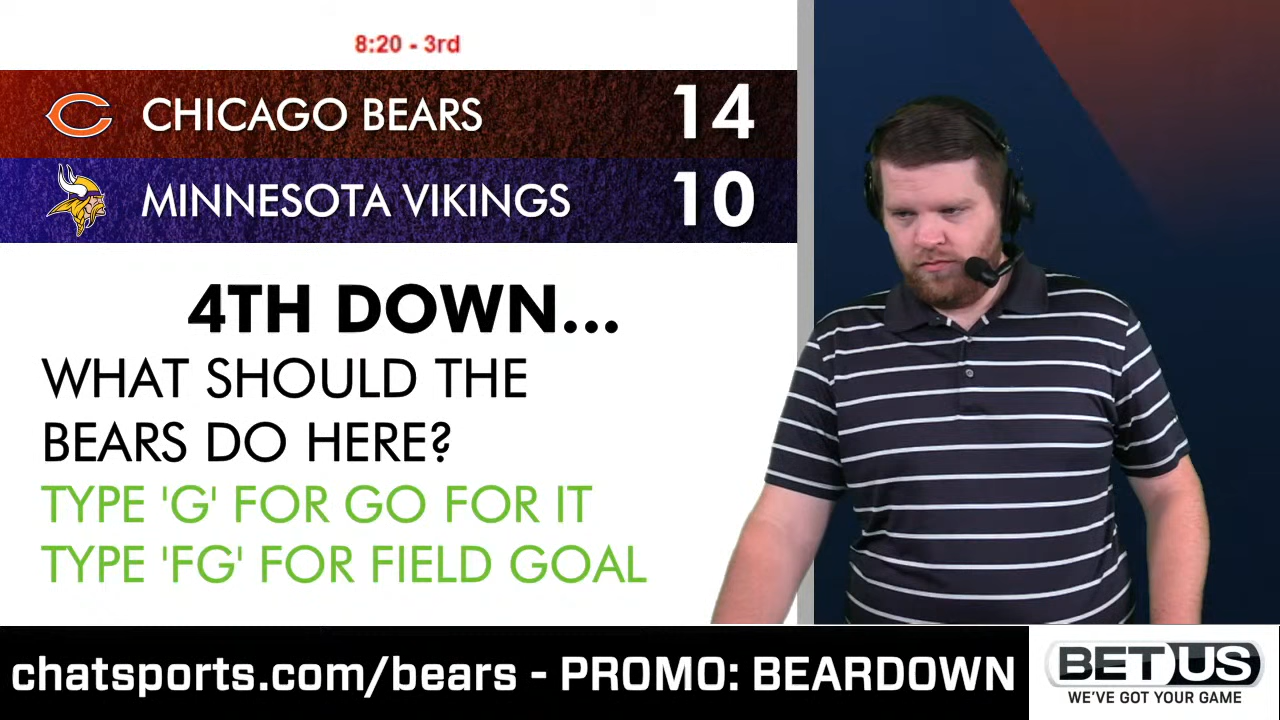 8:20 - 3rd
CHICAGO BEARS 14
MINNESOTA VIKINGS 10
4TH DOWN...
WHAT SHOULD THE
BEARS DO HERE?
TYPE 'G' FOR GO FOR IT
TYPE 'FG' FOR FIELD GOAL
chatsports.com/bears - PROMO: BEARDOWN
BETUS
WE'VE GOT YOUR GAME